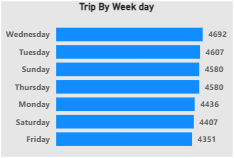 Trip By Week day
Wednesday 4692
Tuesday 4607
Sunday 4580
Thursday 4580
Monday 4436
Saturday 4407
Friday 4351